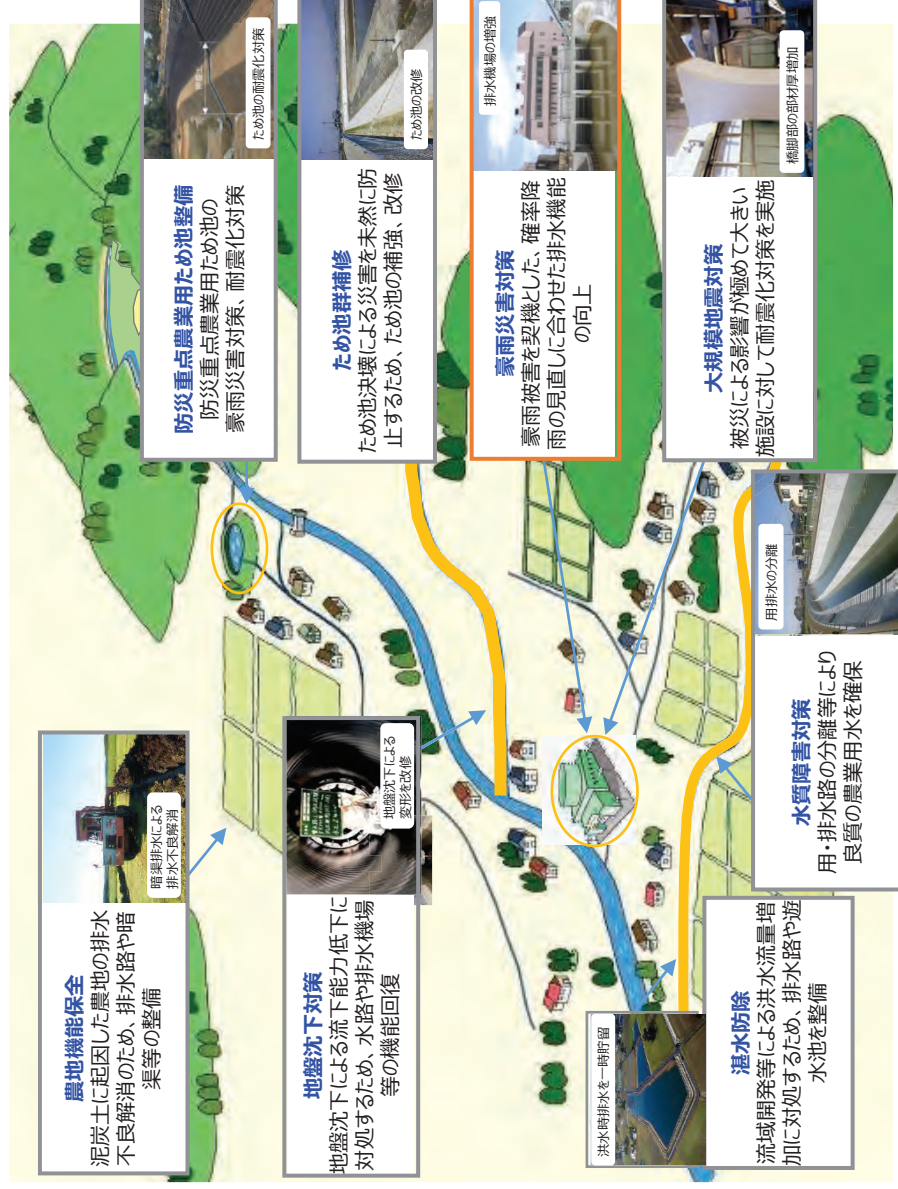 農地機能保全
泥炭土に起因した農地の排水
不良解消のため、排水路や暗
渠等の整備
暗渠排水による
排水不良解消
防災重点農業用ため池整備
防災重点農業用ため池の
豪雨災害対策、耐震化対策
ため池の耐震化対策
地盤沈下対策
地盤沈下による流下能力低下に
対処するため、水路や排水機場
等の機能回復
地盤沈下による
変形を改修
ため池群補修
ため池決壊による災害を未然に防
止するため、ため池の補強、改修
ため池の改修
豪雨災害対策
豪雨被害を契機とした、確率降
雨の見直しに合わせた排水機能
の向上
排水機場の増強
洪水時排水を一時貯留
湛水防除
流域開発等による洪水流量増
加に対処するため、排水路や遊
水池を整備
大規模地震対策
被災による影響が極めて大きい
施設に対して耐震化対策を実施
橋脚部の部材厚増加
水質障害対策
用・排水路の分離等により
良質の農業用水を確保
用排水の分離